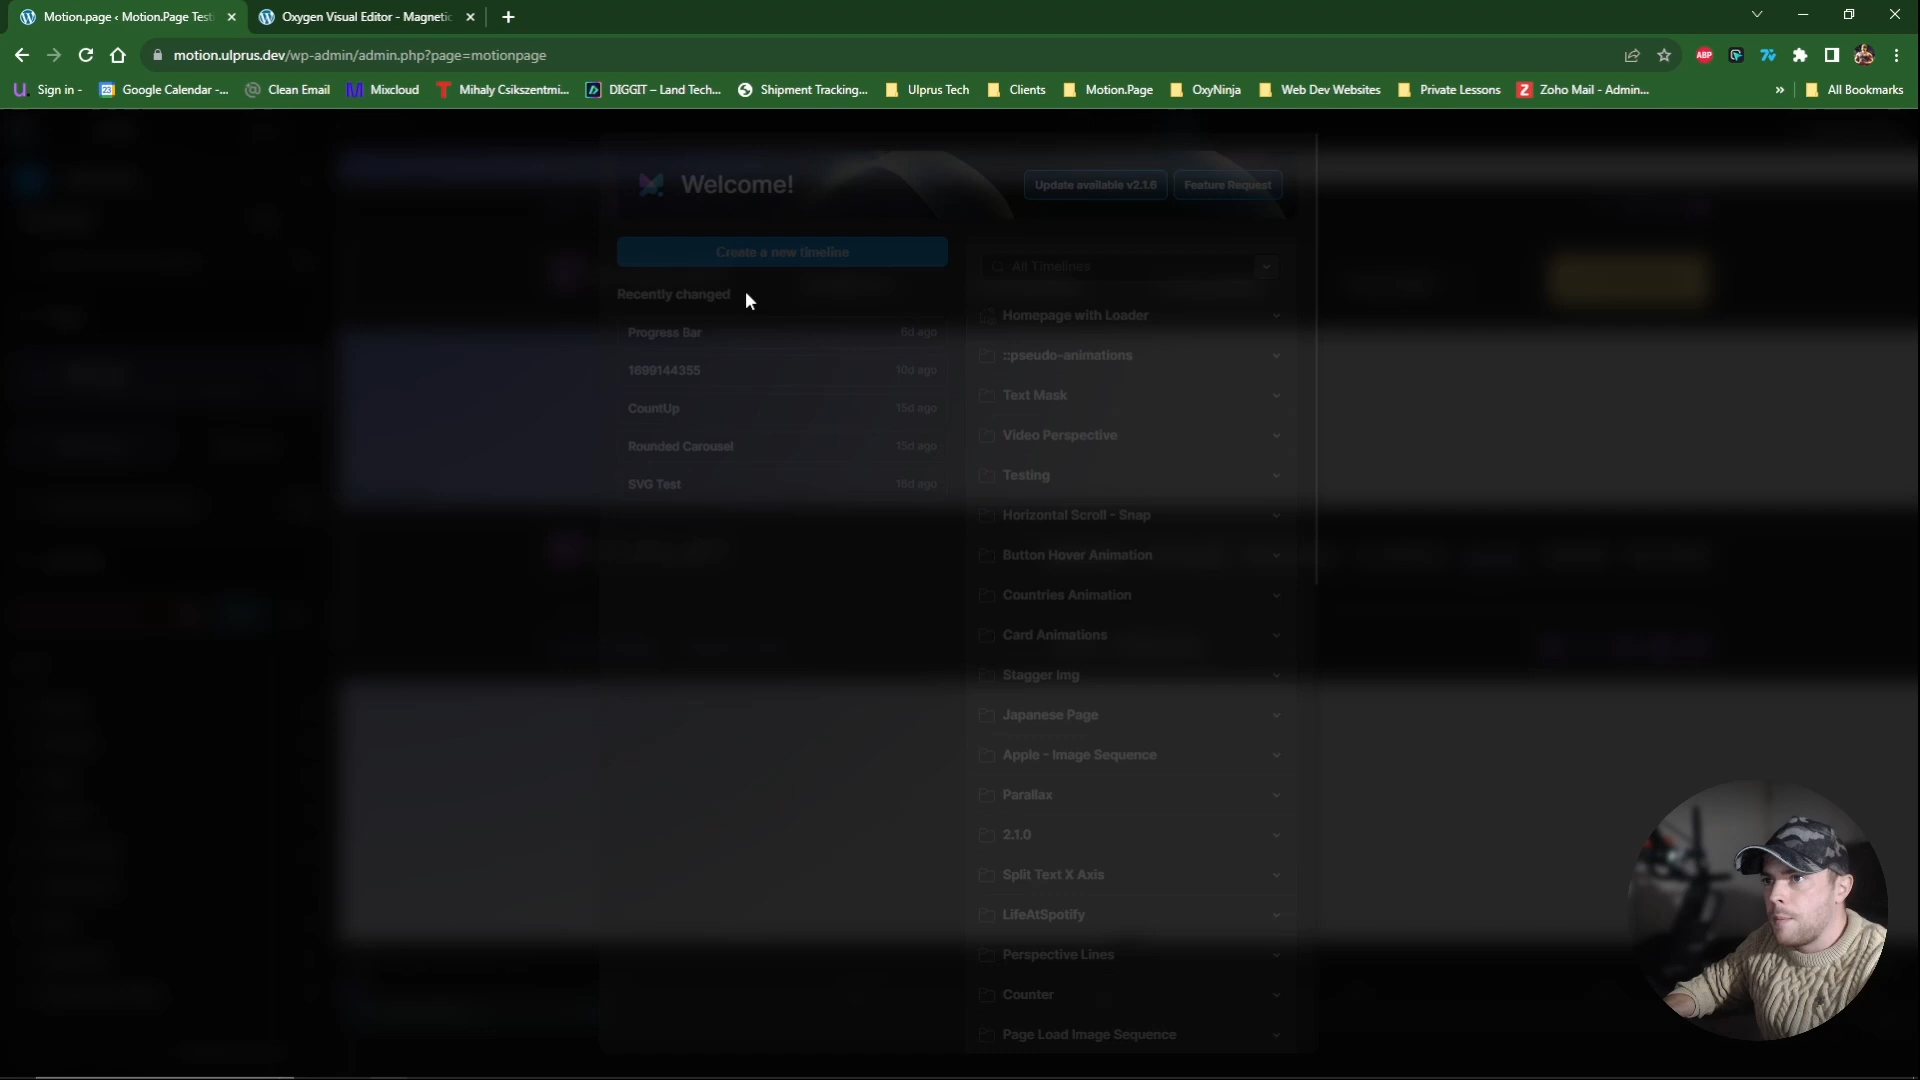 Motion.page ‹ Motion.Page Testi
Oxygen Visual Editor - Magnetic
motion.ulprus.dev/wp-admin/admin.php?page=motionpage
ABP
Sign in -
23
Google Calendar -...
Clean Email
Mixcloud
Mihaly Csikszentmi...
DIGGIT – Land Tech...
Shipment Tracking...
Ulprus Tech
Clients
Motion.Page
OxyNinja
Web Dev Websites
Private Lessons
Zoho Mail - Admin...
»
All Bookmarks
Welcome!
Update available v2.1.6
Feature Request
Create a new timeline
All Timelines
Recently changed
Progress Bar 6d ago
1699144355 10d ago
CountUp 15d ago
Rounded Carousel 15d ago
SVG Test 16d ago
Homepage with Loader
::pseudo-animations
Text Mask
Video Perspective
Testing
Horizontal Scroll - Snap
Button Hover Animation
Countries Animation
Card Animations
Stagger Img
Japanese Page
Apple - Image Sequence
Parallax
2.1.0
Split Text X Axis
LifeAtSpotify
Perspective Lines
Counter
Page Load Image Sequence